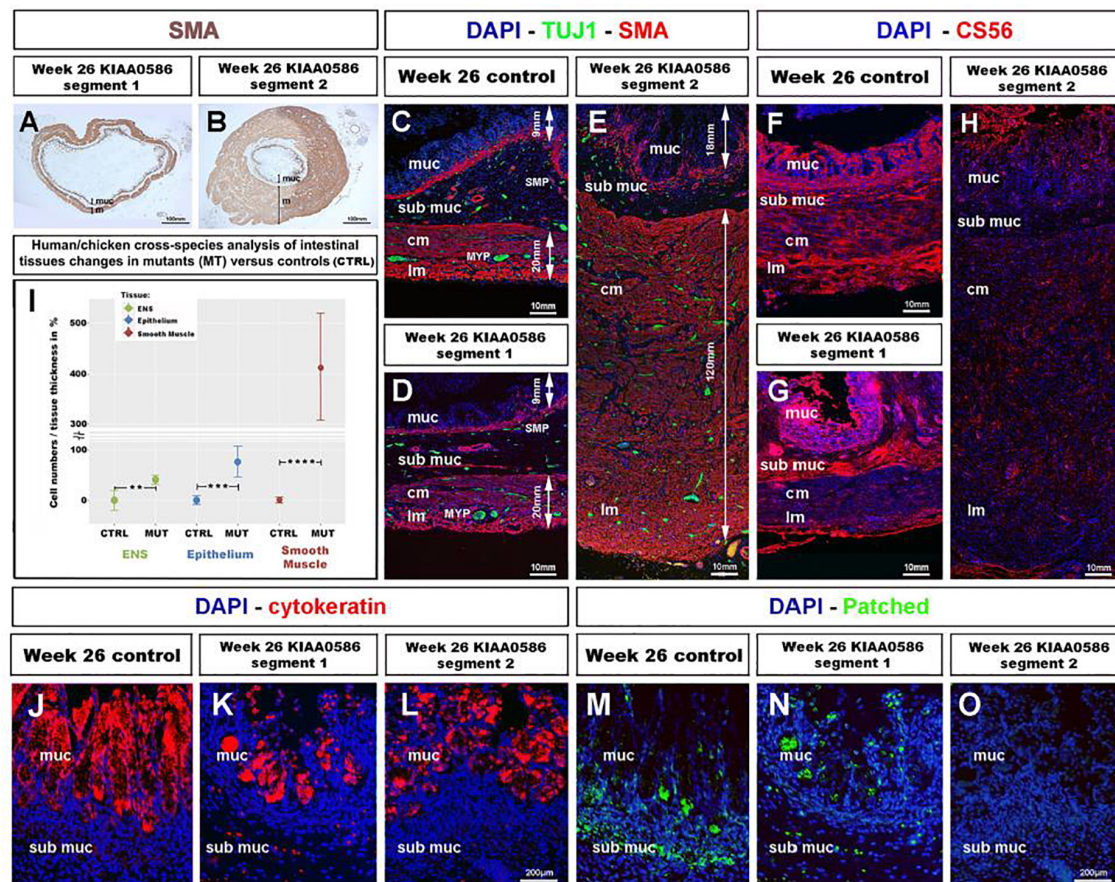 SMA
DAPI - TUJ1 - SMA
DAPI - CS56
Week 26 KIAA0586
segment 1
Week 26 KIAA0586
segment 2
Week 26 control
Week 26 KIAA0586
segment 2
Week 26 control
Week 26 KIAA0586
segment 2
A
muc
m
100mm
B
muc
m
100mm
C
9mm
muc
SMP
sub muc
cm
20mm
MYP
lm
10mm
E
18mm
muc
sub muc
cm
120mm
lm
10mm
F
muc
sub muc
cm
lm
10mm
H
muc
sub muc
cm
lm
10mm
Human/chicken cross-species analysis of intestinal
tissues changes in mutants (MT) versus controls (CTRL)
I
Tissue:
ENS
Epithelium
Smooth Muscle
Cell numbers / tissue thickness in %
500
400
300
100
0
**
***
****
CTRL MUT CTRL MUT CTRL MUT
ENS Epithelium Smooth
Muscle
Week 26 KIAA0586
segment 1
D
9mm
muc
SMP
sub muc
cm
20mm
MYP
lm
10mm
Week 26 KIAA0586
segment 1
G
muc
sub muc
cm
lm
10mm
DAPI - cytokeratin
DAPI - Patched
Week 26 control
Week 26 KIAA0586
segment 1
Week 26 KIAA0586
segment 2
Week 26 control
Week 26 KIAA0586
segment 1
Week 26 KIAA0586
segment 2
J
muc
sub muc
K
muc
sub muc
L
muc
sub muc
200µm
M
muc
sub muc
N
muc
sub muc
O
muc
sub muc
200µm